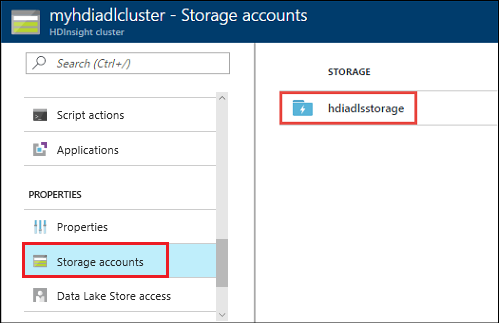 myhdiadlcluster - Storage accounts
HDInsight cluster
Search (Ctrl+/)
Script actions
Applications
PROPERTIES
Properties
Storage accounts
Data Lake Store access
STORAGE
hdiadlsstorage